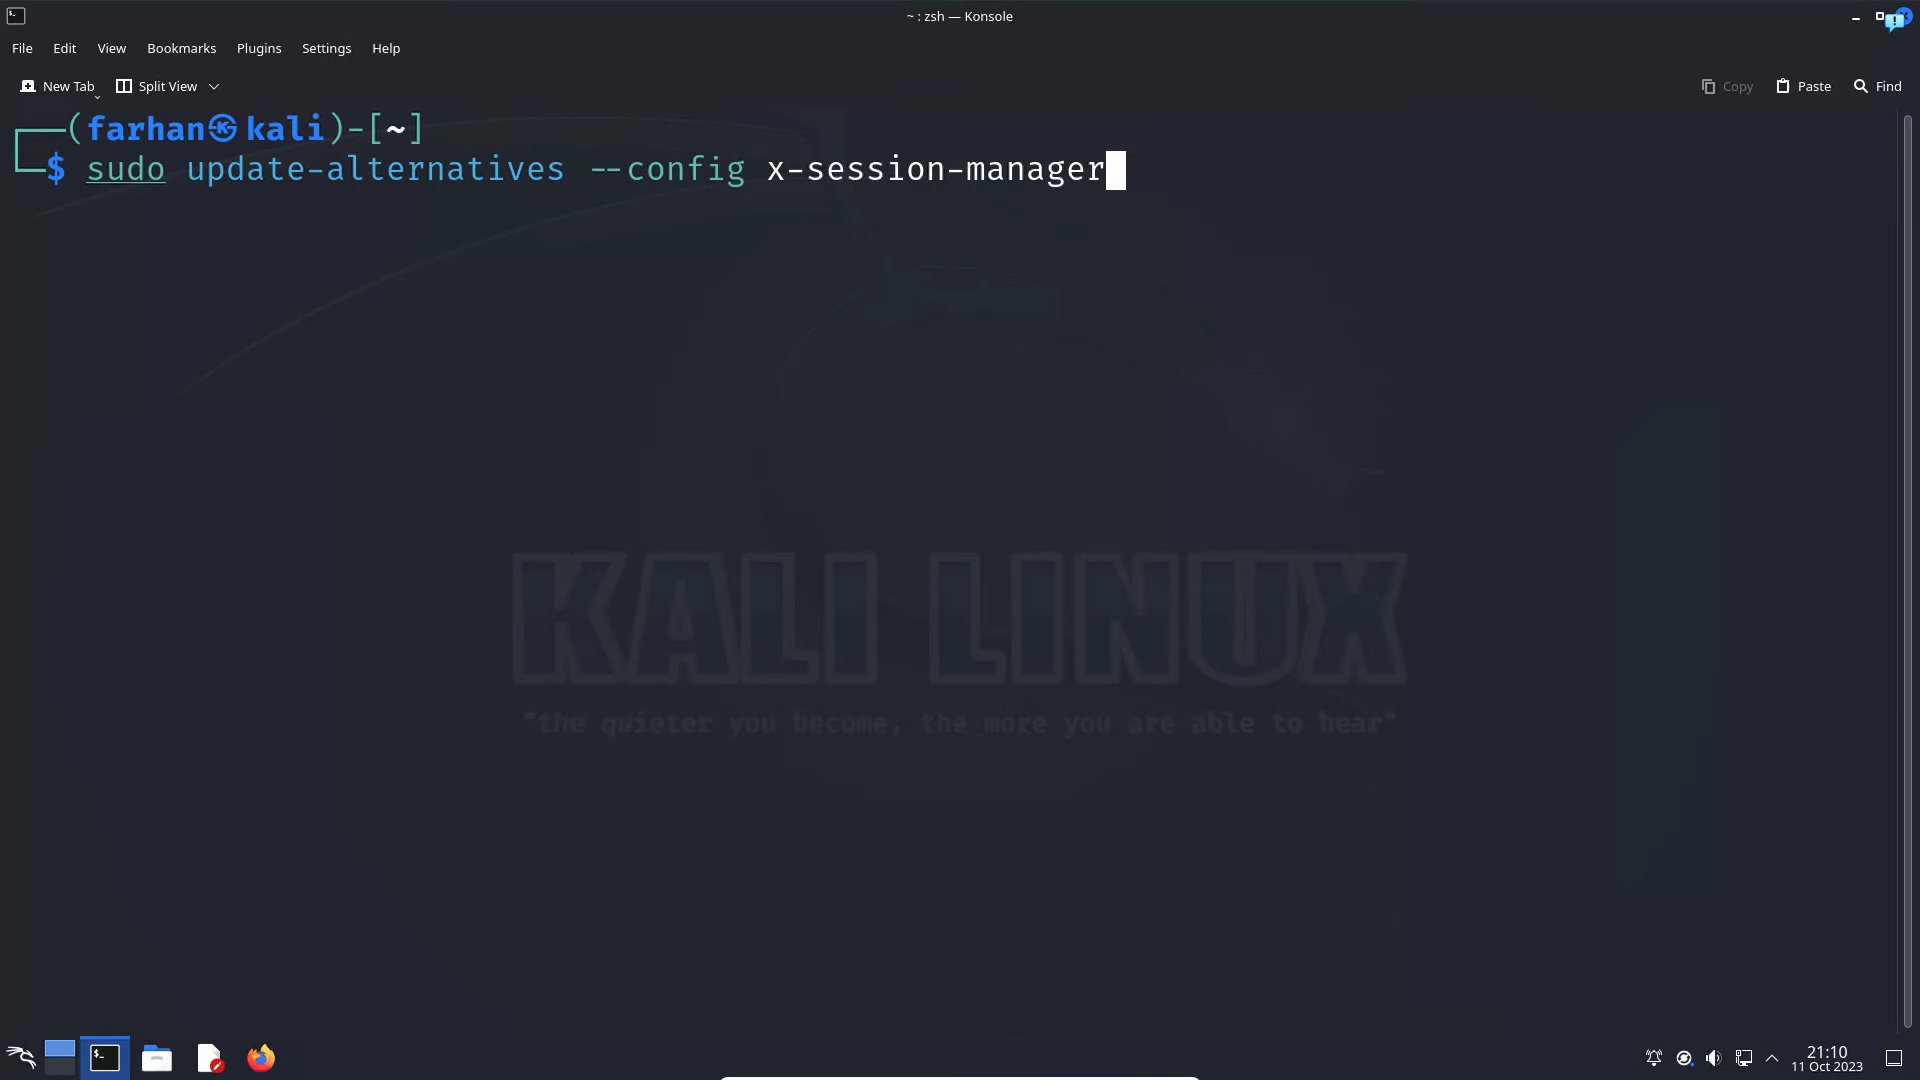 ~ : zsh — Konsole
File Edit View Bookmarks Plugins Settings Help
New Tab Split View Copy Paste Find
(farhan㉿kali)-[~]
$ sudo update-alternatives --config x-session-manager
KALI LINUX
"the quieter you become, the more you are able to hear"
21:10
11 Oct 2023